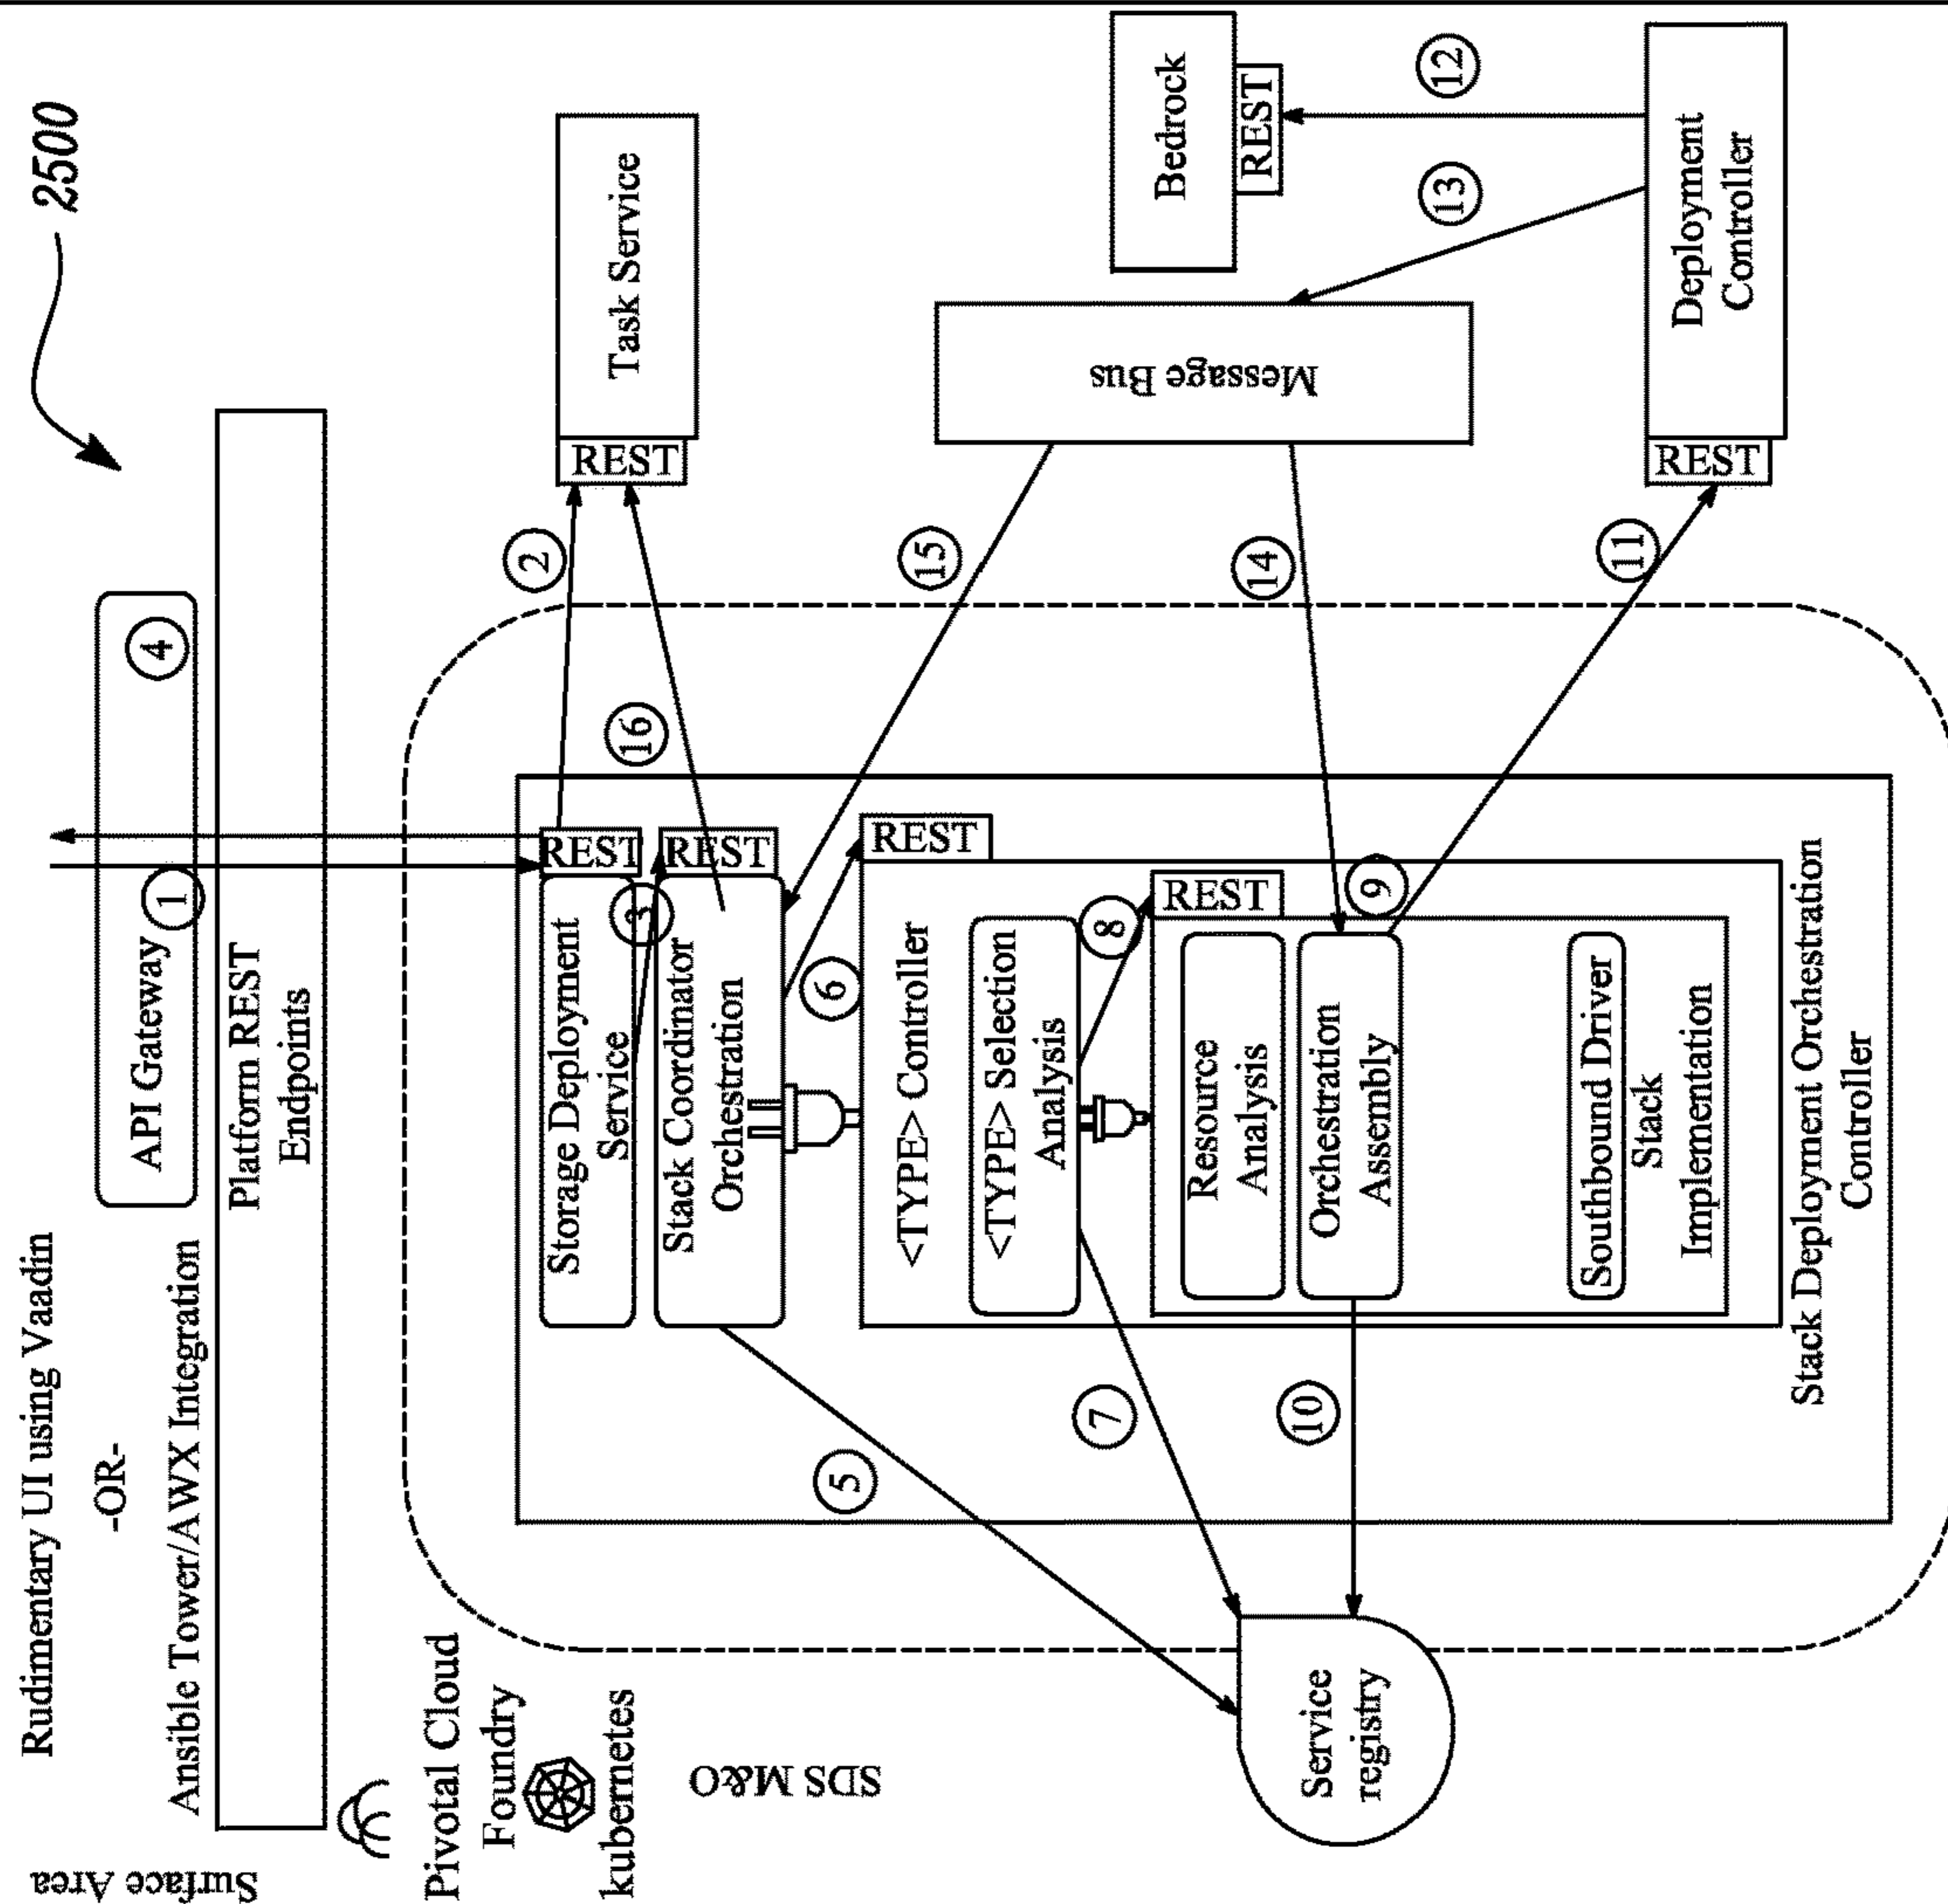 2500
Rudimentary UI using Vaadin
-OR-
Ansible Tower/AWX Integration
Surface Area
API Gateway
1
4
Platform REST
Endpoints
Pivotal Cloud
Foundry
kubernetes
SDS M&O
Storage Deployment
Service
REST
3
Stack Coordinator
Orchestration
REST
2
16
Task Service
REST
5
6
15
<TYPE> Controller
REST
<TYPE> Selection
Analysis
7
8
REST
Resource
Analysis
Orchestration
Assembly
9
10
14
11
Southbound Driver
Stack
Implementation
Stack Deployment Orchestration
Controller
Service
registry
Message Bus
Bedrock
REST
12
13
Deployment
Controller
REST